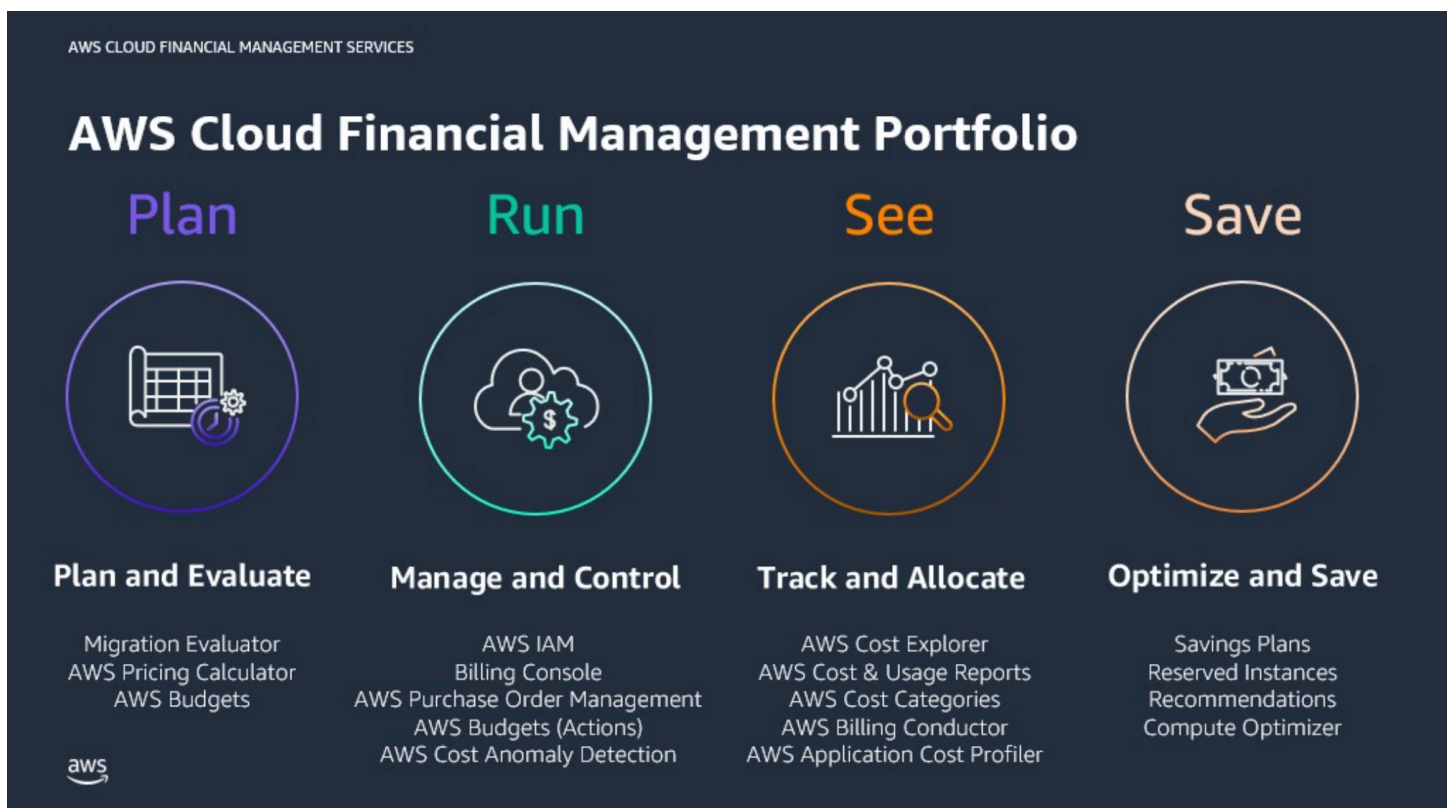 AWS CLOUD FINANCIAL MANAGEMENT SERVICES
AWS Cloud Financial Management Portfolio
Plan
Run
See
Save
$
Plan and Evaluate
Migration Evaluator
AWS Pricing Calculator
AWS Budgets
Manage and Control
AWS IAM
Billing Console
AWS Purchase Order Management
AWS Budgets (Actions)
AWS Cost Anomaly Detection
Track and Allocate
AWS Cost Explorer
AWS Cost & Usage Reports
AWS Cost Categories
AWS Billing Conductor
AWS Application Cost Profiler
Optimize and Save
Savings Plans
Reserved Instances
Recommendations
Compute Optimizer
aws